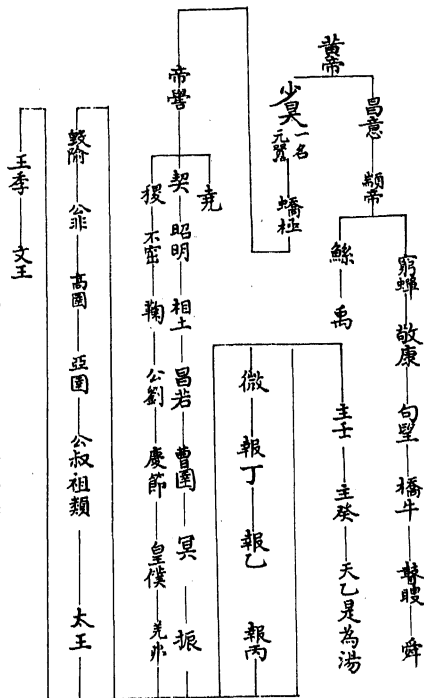 黄帝
昌意 顓帝
窮蟬 敬康 句望 橋牛 瞽瞍 舜
鯀 禹
少昊 一名元囂 蟜極
帝嚳
堯
契 昭明 相土 昌若 曹圉 冥 振
微 報丁 報乙 報丙
主壬 主癸 天乙是為湯
稷 不窋 鞠 公劉 慶節 皇僕 羌弗
毀隃 公非 高圉 亞圉 公叔祖類 太王
王季 文王